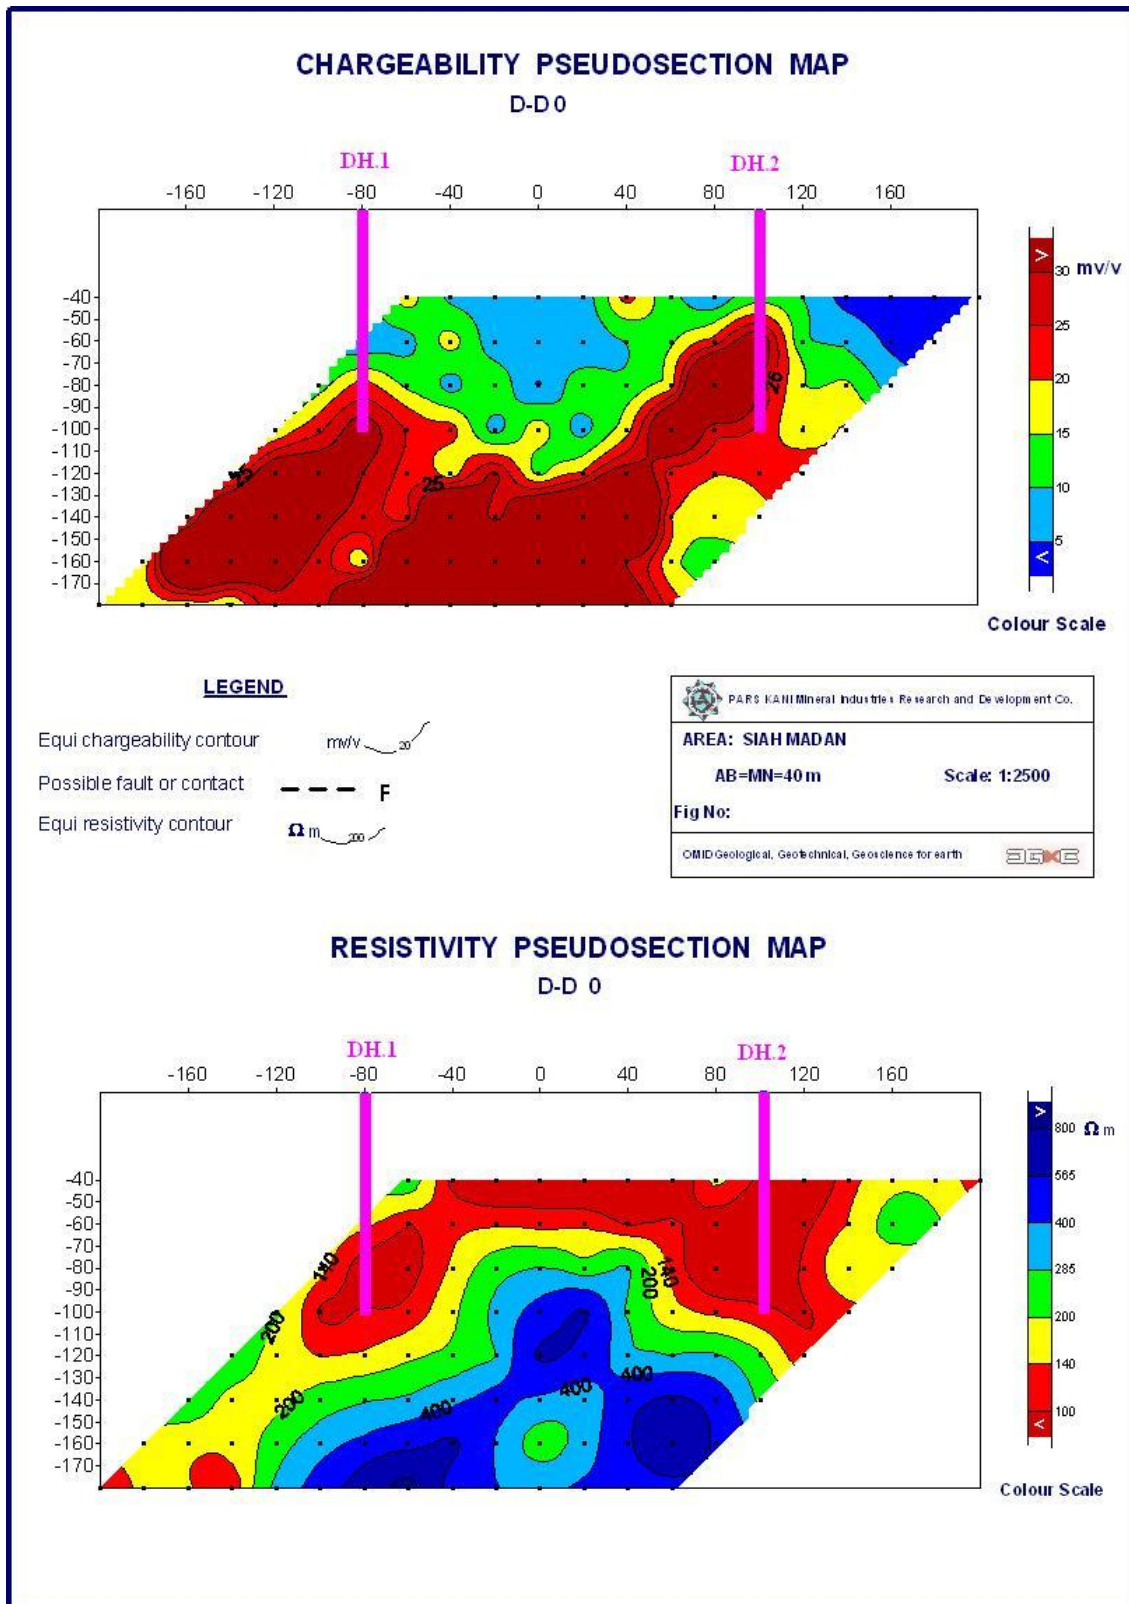 CHARGEABILITY PSEUDOSECTION MAP
D-D 0
DH.1 DH.2
-160 -120 -80 -40 0 40 80 120 160
-40
-50
-60
-70
-80
-90
-100
-110
-120
-130
-140
-160
-170
25 25 26
> 30 mv/v
25
20
15
10
5
<
Colour Scale
LEGEND
Equi chargeability contour mv/v 20
Possible fault or contact F
Equi resistivity contour Ω m 200
PARS KANI Mineral Industries Research and Development Co.
AREA: SIAH MADAN
AB=MN=40 m Scale: 1:2500
Fig No:
OMID Geological, Geotechnical, Geoscience for earth
RESISTIVITY PSEUDOSECTION MAP
D-D 0
DH.1 DH.2
-160 -120 -80 -40 0 40 80 120 160
-40
-60
-70
-80
-90
-100
-110
-120
-140
-150
-160
-170
140 200 200 400 400 400 200 140
> 800 Ω m
565
400
285
200
140
100
<
Colour Scale